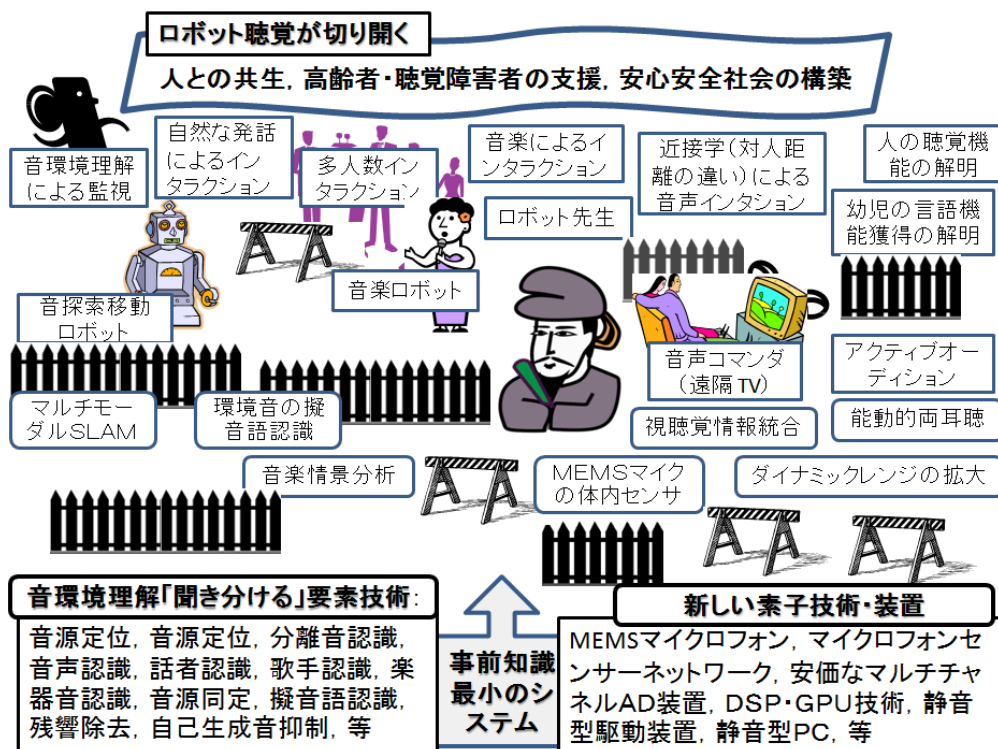 ロボット聴覚が切り開く
人との共生, 高齢者・聴覚障害者の支援, 安心安全社会の構築
音環境理解
による監視
自然な発話
によるイン
タラクション
多人数イン
タラクション
音楽によるイ
ンタラクション
近接学(対人距
離の違い)による
音声インタション
人の聴覚機
能の解明
ロボット先生
幼児の言語機
能獲得の解明
音楽ロボット
音探索移動
ロボット
音声コマンダ
(遠隔TV)
アクティブオー
ディション
マルチモー
ダルSLAM
環境音の擬
音語認識
視聴覚情報統合
能動的両耳聴
音楽情景分析
MEMSマイク
の体内センサ
ダイナミックレンジの拡大
音環境理解「聞き分ける」要素技術:
音源定位, 音源定位, 分離音認識,
音声認識, 話者認識, 歌手認識, 楽
器音認識, 音源同定, 擬音語認識,
残響除去, 自己生成音抑制, 等
事前知識
最小のシ
ステム
新しい素子技術・装置
MEMSマイクロフォン, マイクロフォンセ
ンサーネットワーク, 安価なマルチチャ
ネルAD装置, DSP・GPU技術, 静音
型駆動装置, 静音型PC, 等